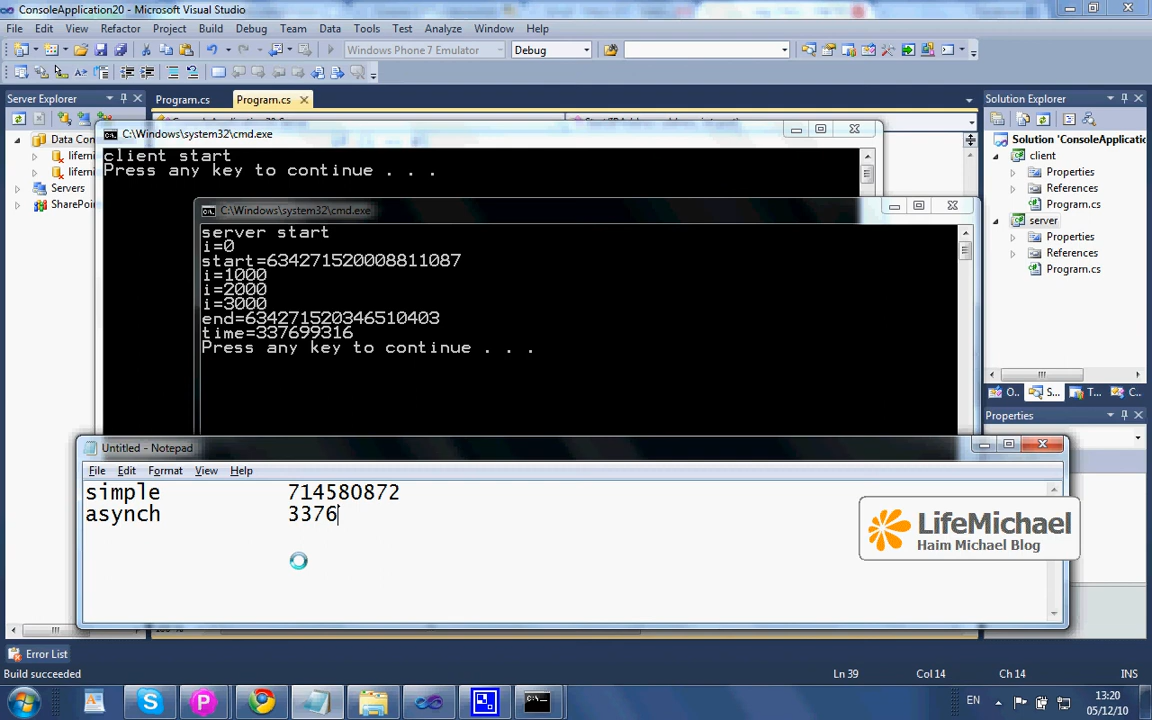 ConsoleApplication20 - Microsoft Visual Studio
File Edit View Refactor Project Build Debug Team Data Tools Test Analyze Window Help
Windows Phone 7 Emulator Debug
Server Explorer
Program.cs Program.cs
Solution Explorer
Data Con
lifemi
lifemi
Servers
SharePoi
Solution 'ConsoleApplicatio
client
Properties
References
Program.cs
server
Properties
References
Program.cs
O.. S... T... C..
Properties
C:\Windows\system32\cmd.exe
client start
Press any key to continue . . .
C:\Windows\system32\cmd.exe
server start
i=0
start=634271520008811087
i=1000
i=2000
i=3000
end=634271520346510403
time=337699316
Press any key to continue . . .
Untitled - Notepad
File Edit Format View Help
simple 714580872
asynch 3376
LifeMichael
Haim Michael Blog
Error List
Build succeeded
Ln 39 Col 14 Ch 14 INS
EN
13:20
05/12/10